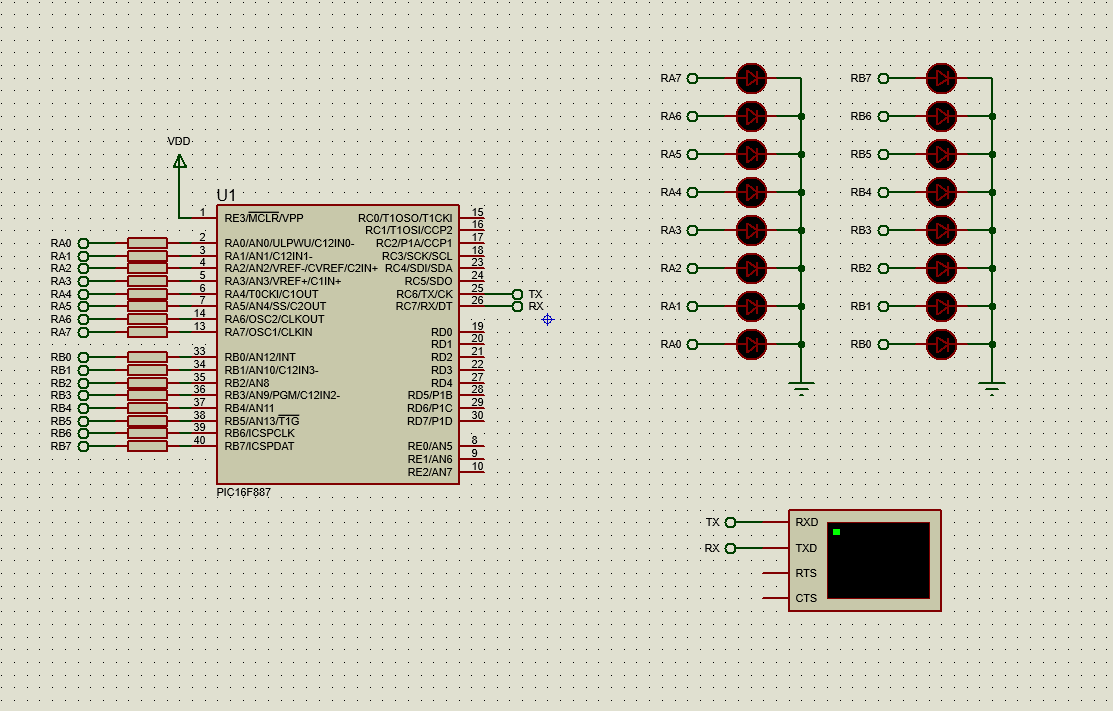 VDD
U1
1 RE3/MCLR/VPP
RA0 2 RA0/AN0/ULPWU/C12IN0-
RA1 3 RA1/AN1/C12IN1-
RA2 4 RA2/AN2/VREF-/CVREF/C2IN+
RA3 5 RA3/AN3/VREF+/C1IN+
RA4 6 RA4/T0CKI/C1OUT
RA5 7 RA5/AN4/SS/C2OUT
RA6 14 RA6/OSC2/CLKOUT
RA7 13 RA7/OSC1/CLKIN
RB0 33 RB0/AN12/INT
RB1 34 RB1/AN10/C12IN3-
RB2 35 RB2/AN8
RB3 36 RB3/AN9/PGM/C12IN2-
RB4 37 RB4/AN11
RB5 38 RB5/AN13/T1G
RB6 39 RB6/ICSPCLK
RB7 40 RB7/ICSPDAT
RC0/T1OSO/T1CKI 15
RC1/T1OSI/CCP2 16
RC2/P1A/CCP1 17
RC3/SCK/SCL 18
RC4/SDI/SDA 23
RC5/SDO 24
RC6/TX/CK 25 TX
RC7/RX/DT 26 RX
RD0 19
RD1 20
RD2 21
RD3 22
RD4 27
RD5/P1B 28
RD6/P1C 29
RD7/P1D 30
RE0/AN5 8
RE1/AN6 9
RE2/AN7 10
PIC16F887
RA7
RA6
RA5
RA4
RA3
RA2
RA1
RA0
RB7
RB6
RB5
RB4
RB3
RB2
RB1
RB0
TX RXD
RX TXD
RTS
CTS